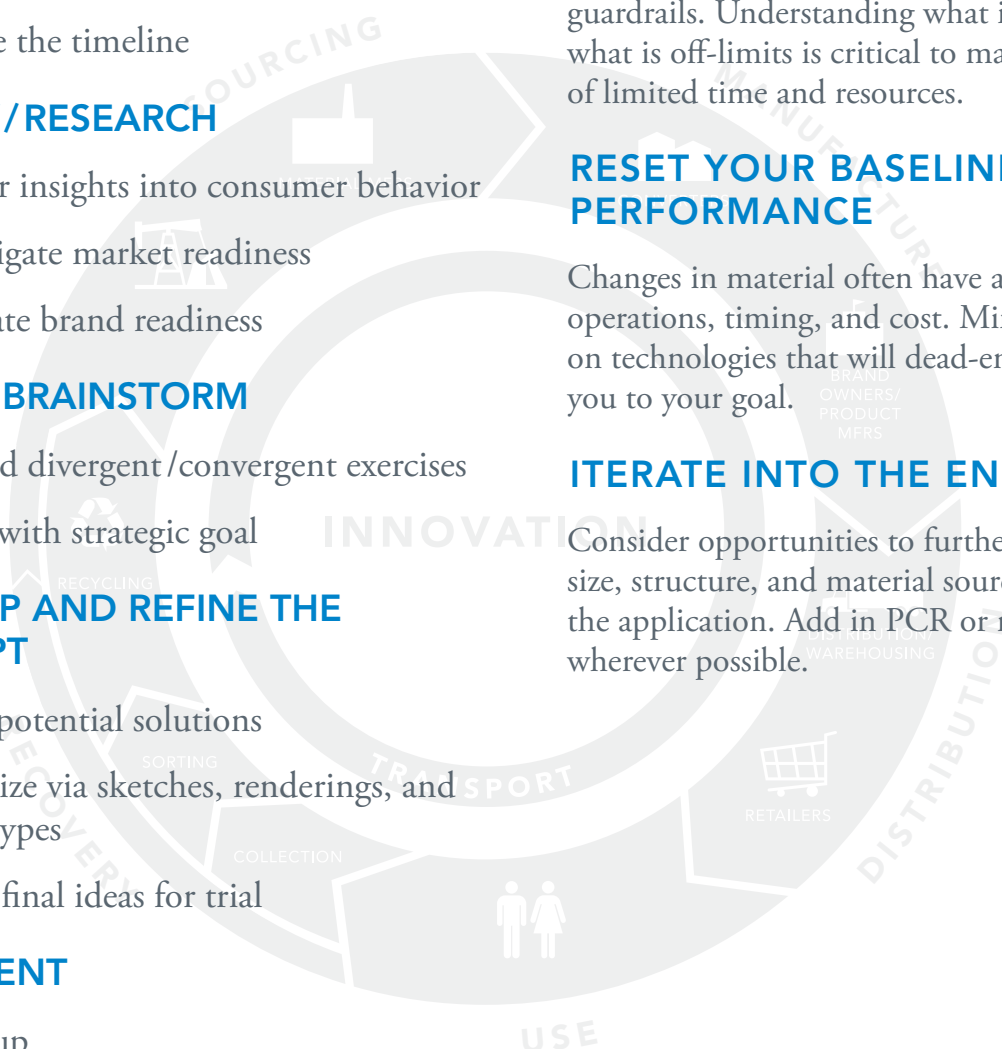 e the timeline
/ RESEARCH
r insights into consumer behavior
igate market readiness
ate brand readiness
BRAINSTORM
d divergent/convergent exercises
with strategic goal
P AND REFINE THE
PT
potential solutions
ize via sketches, renderings, and
ypes
final ideas for trial
ENT
up
guardrails. Understanding what i
what is off-limits is critical to ma
of limited time and resources.
RESET YOUR BASELIN
PERFORMANCE
Changes in material often have a
operations, timing, and cost. Mi
on technologies that will dead-en
you to your goal.
ITERATE INTO THE EN
Consider opportunities to furthe
size, structure, and material sour
the application. Add in PCR or r
wherever possible.
SOURCING
MANUFACTURE
BRAND
OWNERS/
PRODUCT
MFRS
INNOVATION
RECYCLING
DISTRIBUTION/
WAREHOUSING
DISTRIBUTION
SORTING
TRANSPORT
RETAILERS
COLLECTION
RECOVERY
USE